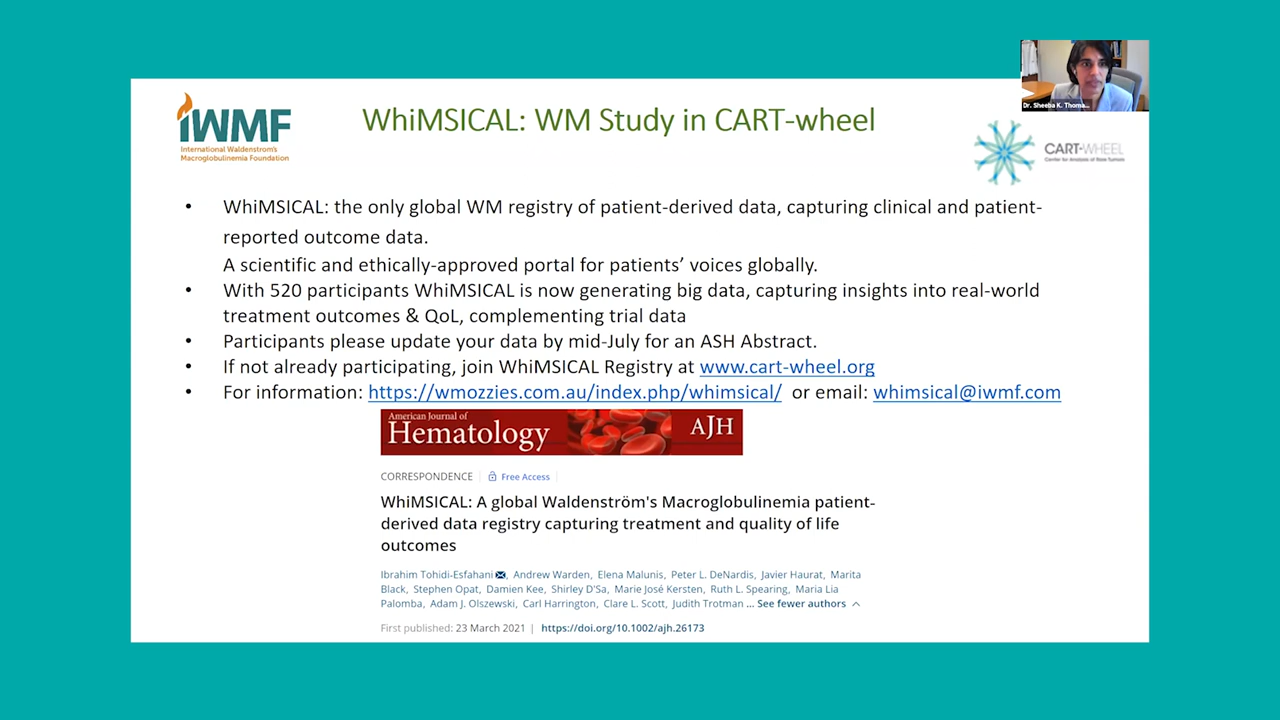 Dr. Sheeba K. Thoma...
IWMF
International Waldenstrom's
Macroglobulinemia Foundation
WhiMSICAL: WM Study in CART-wheel
CART-WHEEL
Center for Analysis of Rare Tumors
• WhiMSICAL: the only global WM registry of patient-derived data, capturing clinical and patient-
reported outcome data.
A scientific and ethically-approved portal for patients’ voices globally.
• With 520 participants WhiMSICAL is now generating big data, capturing insights into real-world
treatment outcomes & QoL, complementing trial data
• Participants please update your data by mid-July for an ASH Abstract.
• If not already participating, join WhiMSICAL Registry at www.cart-wheel.org
• For information: https://wmozzies.com.au/index.php/whimsical/ or email: whimsical@iwmf.com
American Journal of
Hematology
AJH
CORRESPONDENCE | Free Access |
WhiMSICAL: A global Waldenström's Macroglobulinemia patient-
derived data registry capturing treatment and quality of life
outcomes
Ibrahim Tohidi-Esfahani, Andrew Warden, Elena Malunis, Peter L. DeNardis, Javier Haurat, Marita
Black, Stephen Opat, Damien Kee, Shirley D'Sa, Marie José Kersten, Ruth L. Spearing, Maria Lia
Palomba, Adam J. Olszewski, Carl Harrington, Clare L. Scott, Judith Trotman ... See fewer authors
First published: 23 March 2021 | https://doi.org/10.1002/ajh.26173